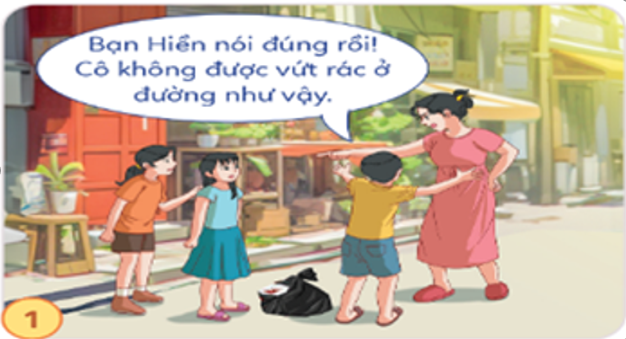 Bạn Hiền nói đúng rồi!
Cô không được vứt rác ở
đường như vậy.
1